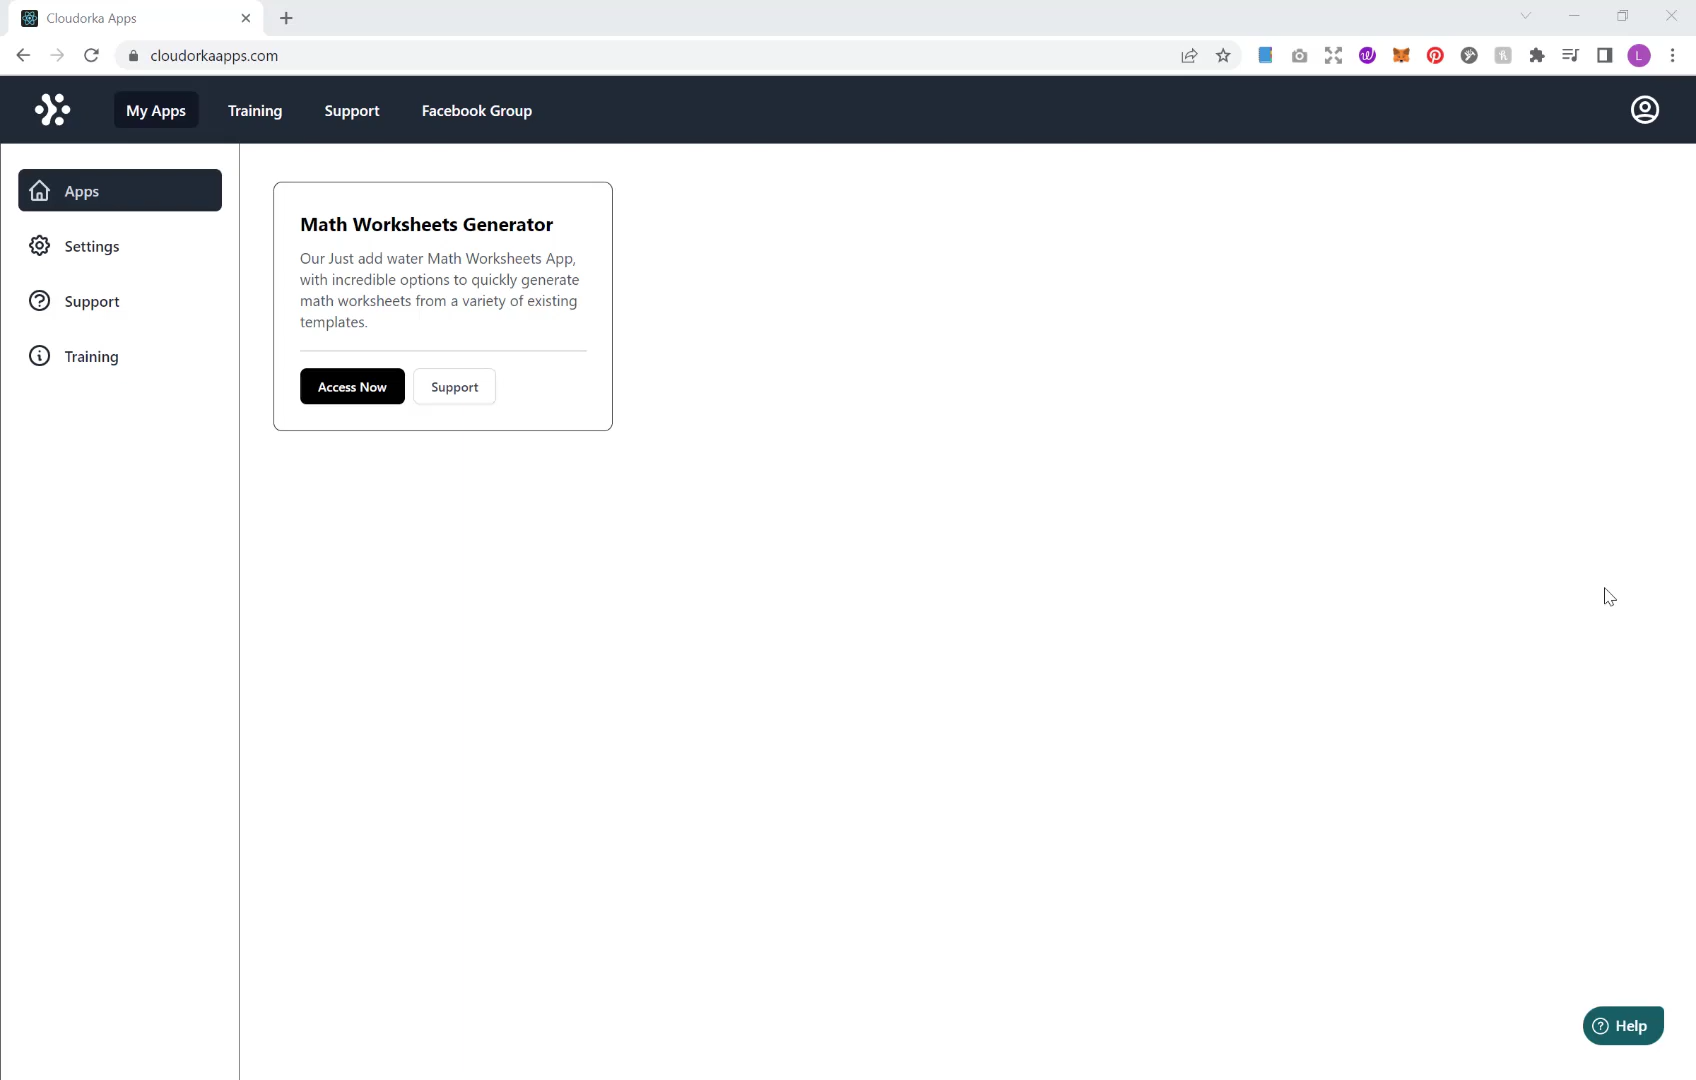 Cloudorka Apps
cloudorkaapps.com
L
My Apps
Training
Support
Facebook Group
Apps
Settings
Support
Training
Math Worksheets Generator
Our Just add water Math Worksheets App,
with incredible options to quickly generate
math worksheets from a variety of existing
templates.
Access Now
Support
Help